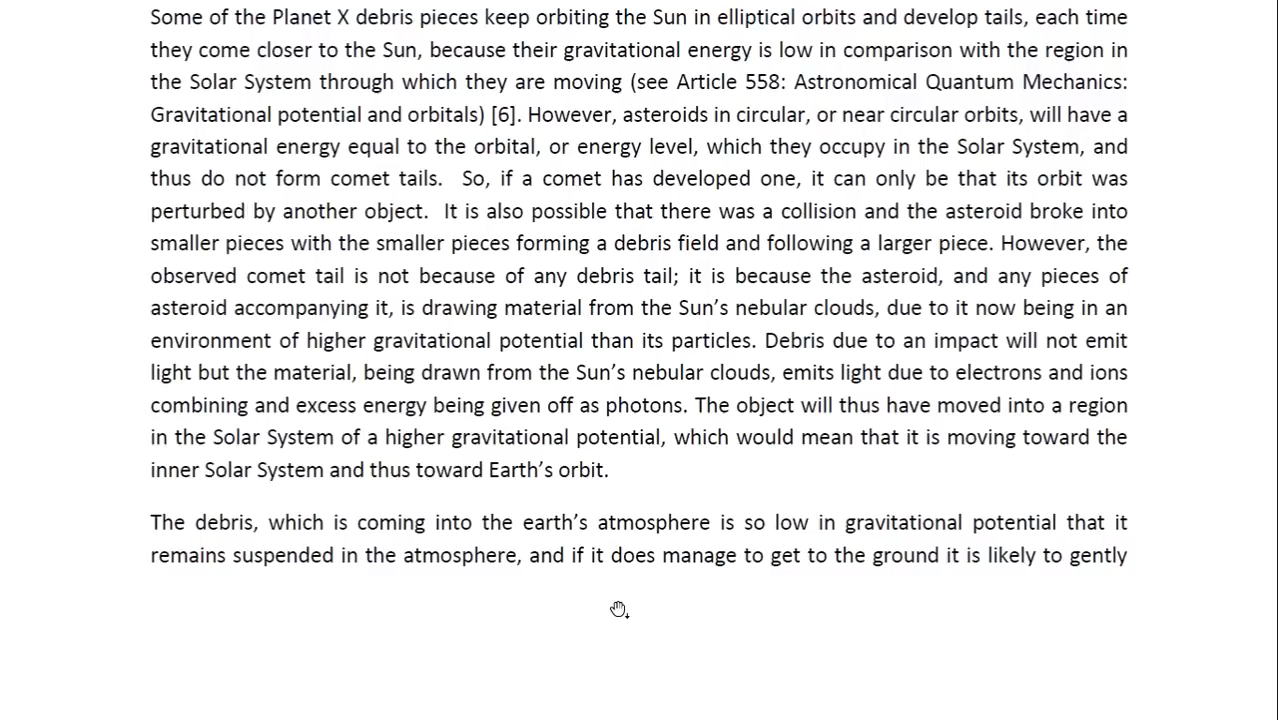 Some of the Planet X debris pieces keep orbiting the Sun in elliptical orbits and develop tails, each time
they come closer to the Sun, because their gravitational energy is low in comparison with the region in
the Solar System through which they are moving (see Article 558: Astronomical Quantum Mechanics:
Gravitational potential and orbitals) [6]. However, asteroids in circular, or near circular orbits, will have a
gravitational energy equal to the orbital, or energy level, which they occupy in the Solar System, and
thus do not form comet tails.  So, if a comet has developed one, it can only be that its orbit was
perturbed by another object.  It is also possible that there was a collision and the asteroid broke into
smaller pieces with the smaller pieces forming a debris field and following a larger piece. However, the
observed comet tail is not because of any debris tail; it is because the asteroid, and any pieces of
asteroid accompanying it, is drawing material from the Sun’s nebular clouds, due to it now being in an
environment of higher gravitational potential than its particles. Debris due to an impact will not emit
light but the material, being drawn from the Sun’s nebular clouds, emits light due to electrons and ions
combining and excess energy being given off as photons. The object will thus have moved into a region
in the Solar System of a higher gravitational potential, which would mean that it is moving toward the
inner Solar System and thus toward Earth’s orbit.
The debris, which is coming into the earth’s atmosphere is so low in gravitational potential that it
remains suspended in the atmosphere, and if it does manage to get to the ground it is likely to gently